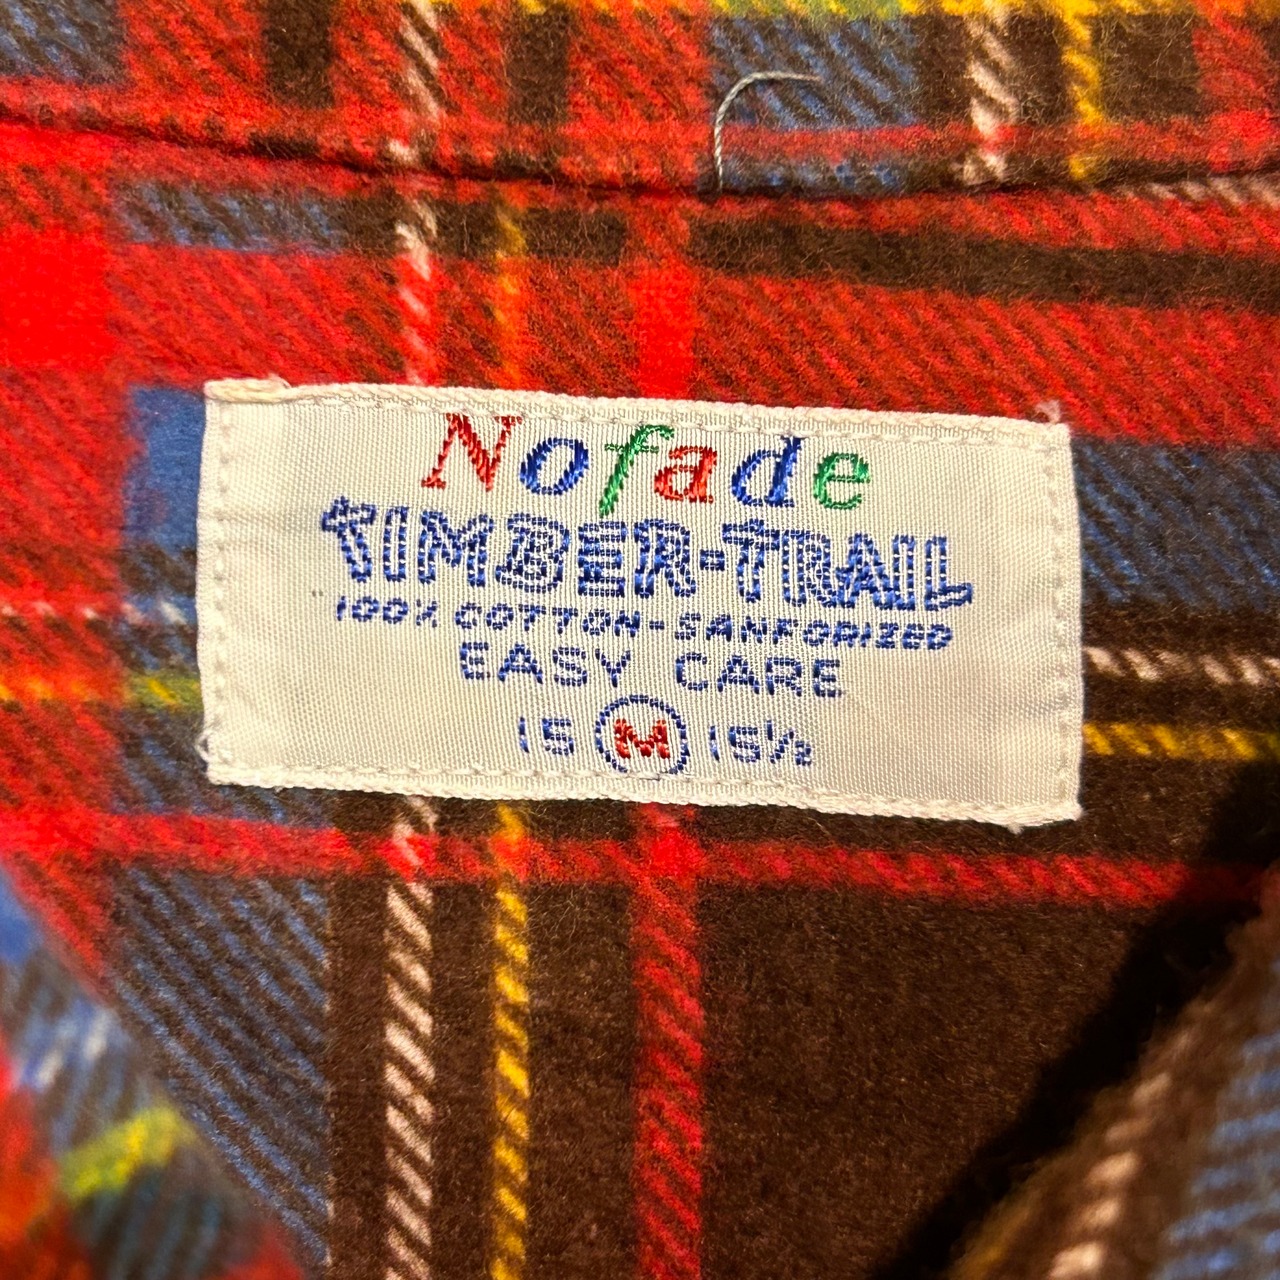 Nofade
TIMBER-TRAIL
100% COTTON-SANFORIZED
EASY CARE
15 M 15½